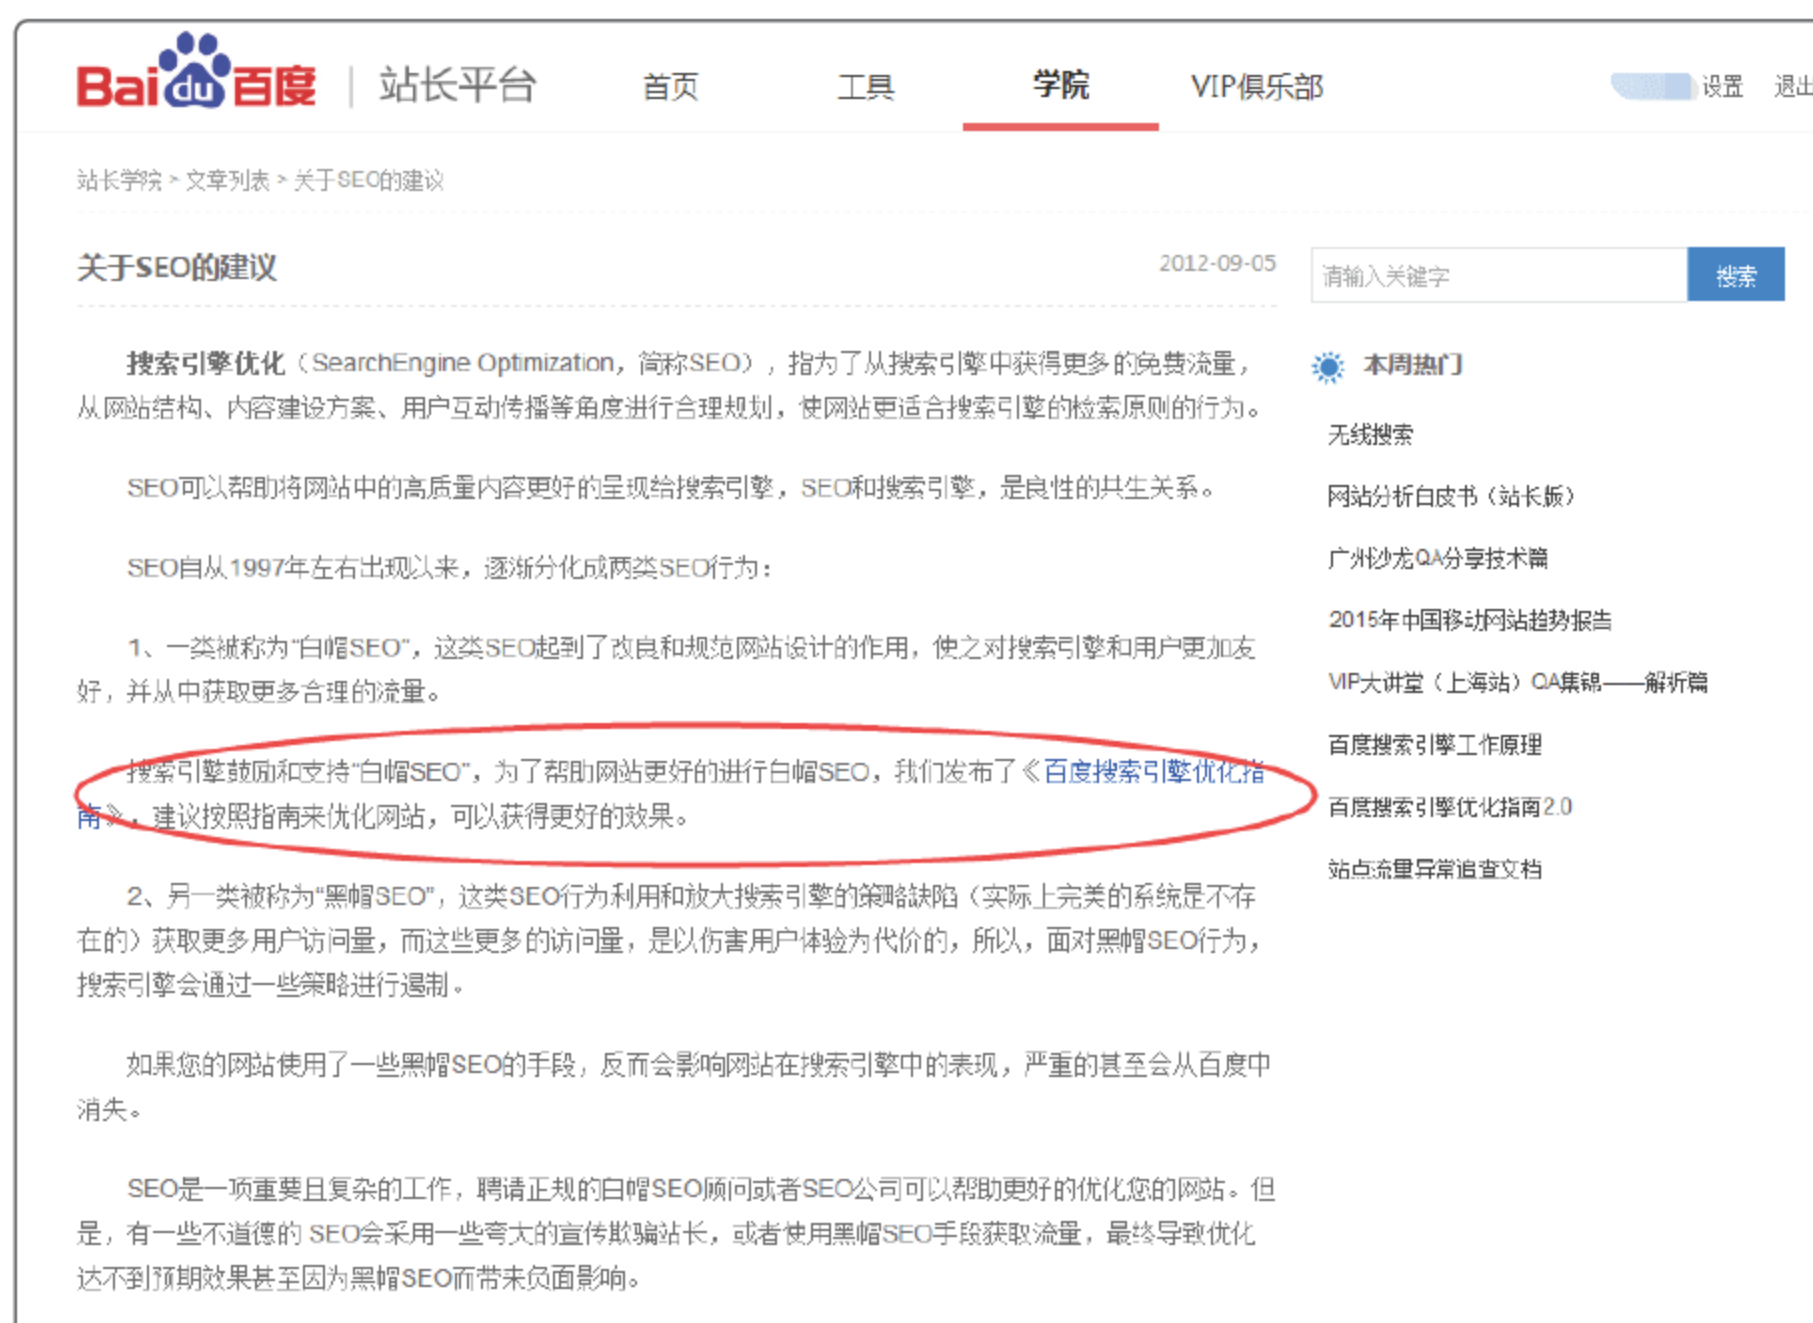 Baidu百度 | 站长平台 首页 工具 学院 VIP俱乐部 设置 退出
站长学院 > 文章列表 > 关于SEO的建议
关于SEO的建议 2012-09-05
搜索引擎优化（SearchEngine Optimization，简称SEO），指为了从搜索引擎中获得更多的免费流量，
从网站结构、内容建设方案、用户互动传播等角度进行合理规划，使网站更适合搜索引擎的检索原则的行为。
SEO可以帮助将网站中的高质量内容更好的呈现给搜索引擎，SEO和搜索引擎，是良性的共生关系。
SEO自从1997年左右出现以来，逐渐分化成两类SEO行为：
1、一类被称为“白帽SEO”，这类SEO起到了改良和规范网站设计的作用，使之对搜索引擎和用户更加友
好，并从中获取更多合理的流量。
搜索引擎鼓励和支持“白帽SEO”，为了帮助网站更好的进行白帽SEO，我们发布了《百度搜索引擎优化指
南》，建议按照指南来优化网站，可以获得更好的效果。
2、另一类被称为“黑帽SEO”，这类SEO行为利用和放大搜索引擎的策略缺陷（实际上完美的系统是不存
在的）获取更多用户访问量，而这些更多的访问量，是以伤害用户体验为代价的，所以，面对黑帽SEO行为，
搜索引擎会通过一些策略进行遏制。
如果您的网站使用了一些黑帽SEO的手段，反而会影响网站在搜索引擎中的表现，严重的甚至会从百度中
消失。
SEO是一项重要且复杂的工作，聘请正规的白帽SEO顾问或者SEO公司可以帮助更好的优化您的网站。但
是，有一些不道德的 SEO会采用一些夸大的宣传欺骗站长，或者使用黑帽SEO手段获取流量，最终导致优化
达不到预期效果甚至因为黑帽SEO而带来负面影响。
请输入关键字 搜索
本周热门
无线搜索
网站分析白皮书（站长版）
广州沙龙QA分享技术篇
2015年中国移动网站趋势报告
VIP大讲堂（上海站）QA集锦——解析篇
百度搜索引擎工作原理
百度搜索引擎优化指南2.0
站点流量异常追查文档